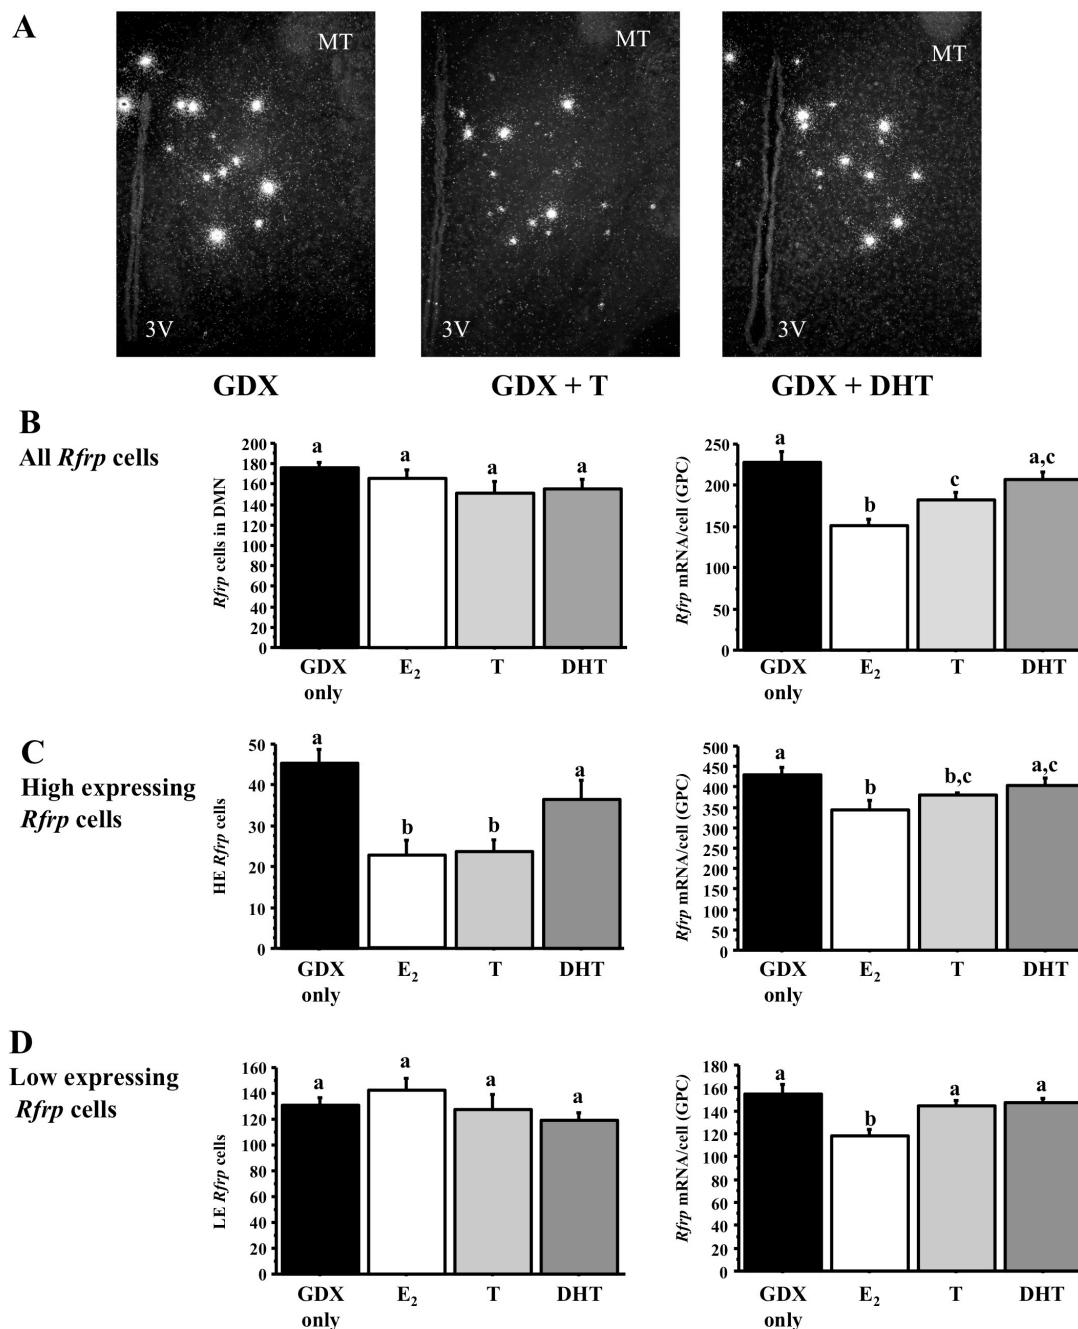 A
MT
MT
MT
3V
3V
GDX
GDX + T
GDX + DHT
B
All Rfrp cells
Rfrp cells in DMN
200
180
160
140
120
100
80
60
40
20
0
a
a
a
a
GDX only
E2
T
DHT
Rfrp mRNA/cell (GPC)
250
200
150
100
50
0
a
b
c
a,c
GDX only
E2
T
DHT
C
High expressing
Rfrp cells
HE Rfrp cells
50
40
30
20
10
0
a
b
b
a
GDX only
E2
T
DHT
Rfrp mRNA/cell (GPC)
500
450
400
350
300
250
200
150
100
50
0
a
b
b,c
a,c
GDX only
E2
T
DHT
D
Low expressing
Rfrp cells
LE Rfrp cells
160
140
120
100
80
60
40
20
0
a
a
a
a
GDX only
E2
T
DHT
Rfrp mRNA/cell (GPC)
180
160
140
120
100
80
60
40
20
0
a
b
a
a
GDX only
E2
T
DHT